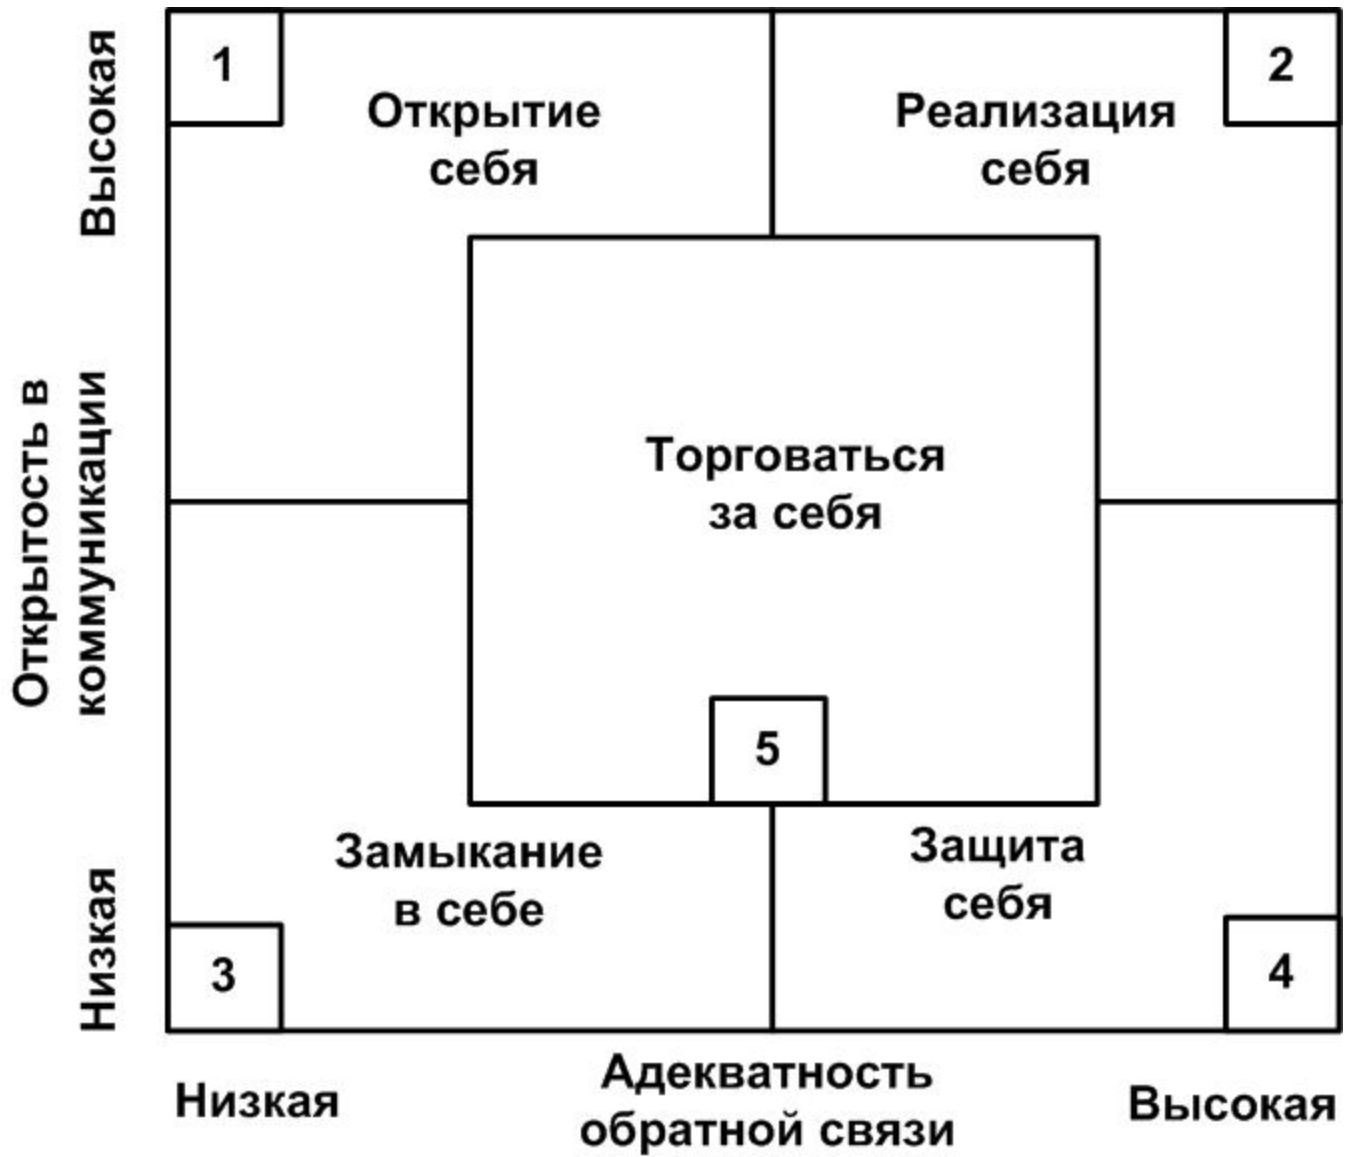 Высокая
Открытость в
коммуникации
Низкая
1
Открытие
себя
2
Реализация
себя
Торговаться
за себя
5
3
Замыкание
в себе
4
Защита
себя
Низкая
Адекватность
обратной связи
Высокая